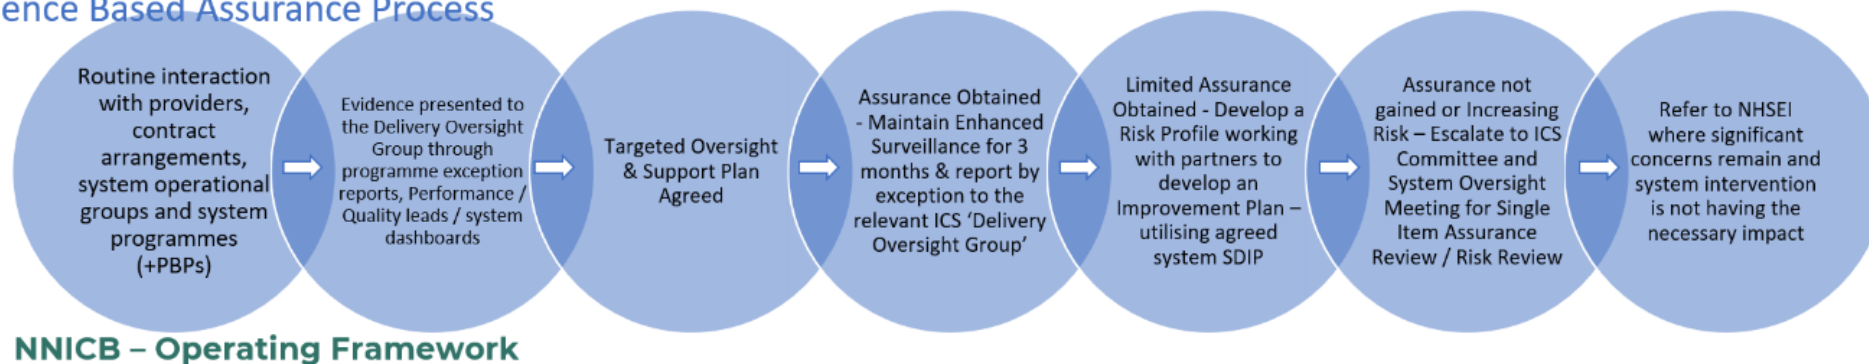 ence Based Assurance Process
Routine interaction
with providers,
contract
arrangements,
system operational
groups and system
programmes
(+PBPs)
Evidence presented to
the Delivery Oversight
Group through
programme exception
reports, Performance /
Quality leads / system
dashboards
Targeted Oversight
& Support Plan
Agreed
Assurance Obtained
- Maintain Enhanced
Surveillance for 3
months & report by
exception to the
relevant ICS ‘Delivery
Oversight Group’
Limited Assurance
Obtained - Develop a
Risk Profile working
with partners to
develop an
Improvement Plan –
utilising agreed
system SDIP
Assurance not
gained or Increasing
Risk – Escalate to ICS
Committee and
System Oversight
Meeting for Single
Item Assurance
Review / Risk Review
Refer to NHSEI
where significant
concerns remain and
system intervention
is not having the
necessary impact
NNICB – Operating Framework